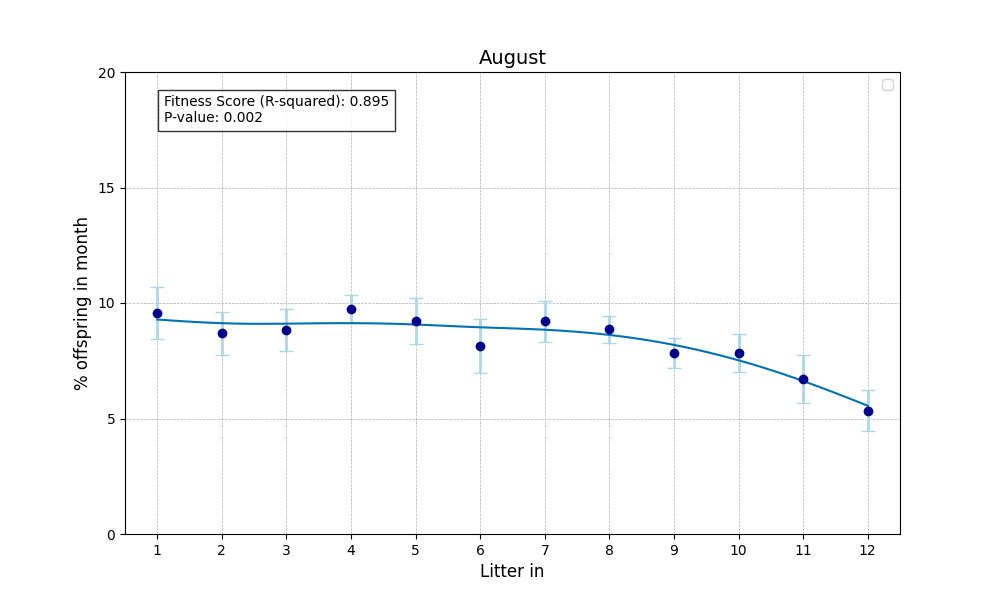 August
Fitness Score (R-squared): 0.895
P-value: 0.002
% offspring in month
20
15
10
5
0
1 2 3 4 5 6 7 8 9 10 11 12
Litter in